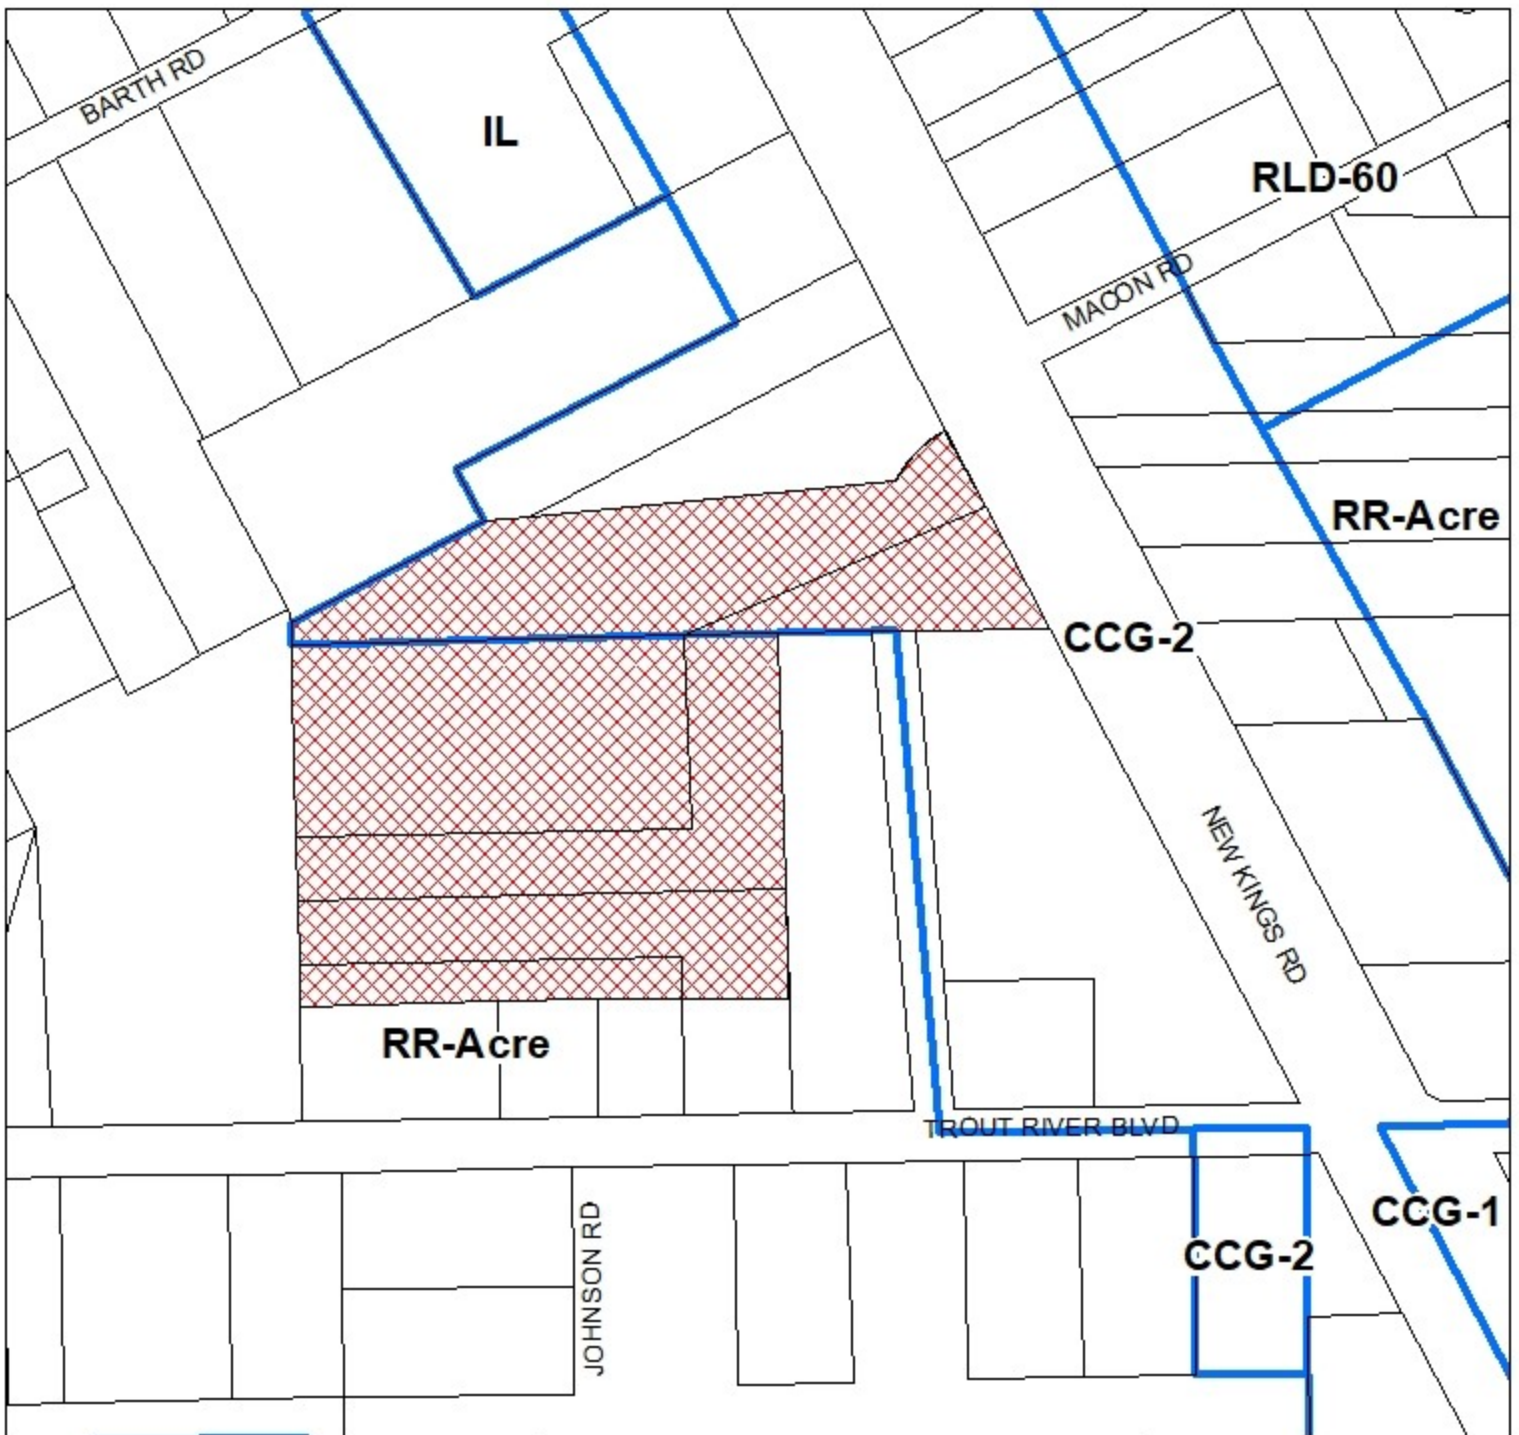 BARTH RD
IL
RLD-60
MACON RD
RR-Acre
CCG-2
NEW KINGS RD
RR-Acre
TROUT RIVER BLVD
CCG-1
CCG-2
JOHNSON RD